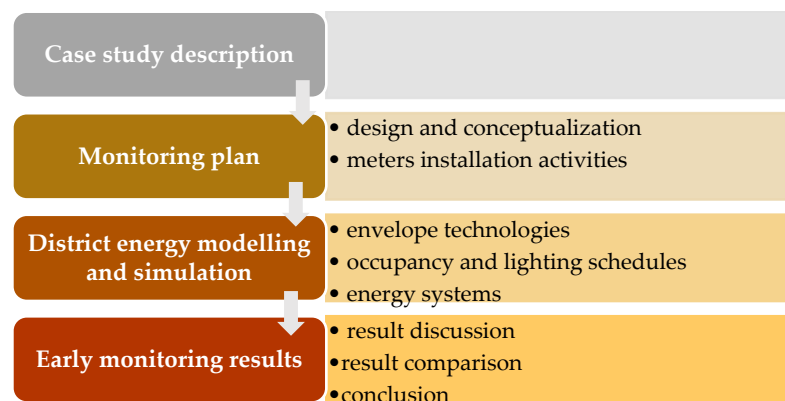 Case study description
Monitoring plan
• design and conceptualization
• meters installation activities
District energy modelling
and simulation
• envelope technologies
• occupancy and lighting schedules
• energy systems
Early monitoring results
• result discussion
•result comparison
•conclusion